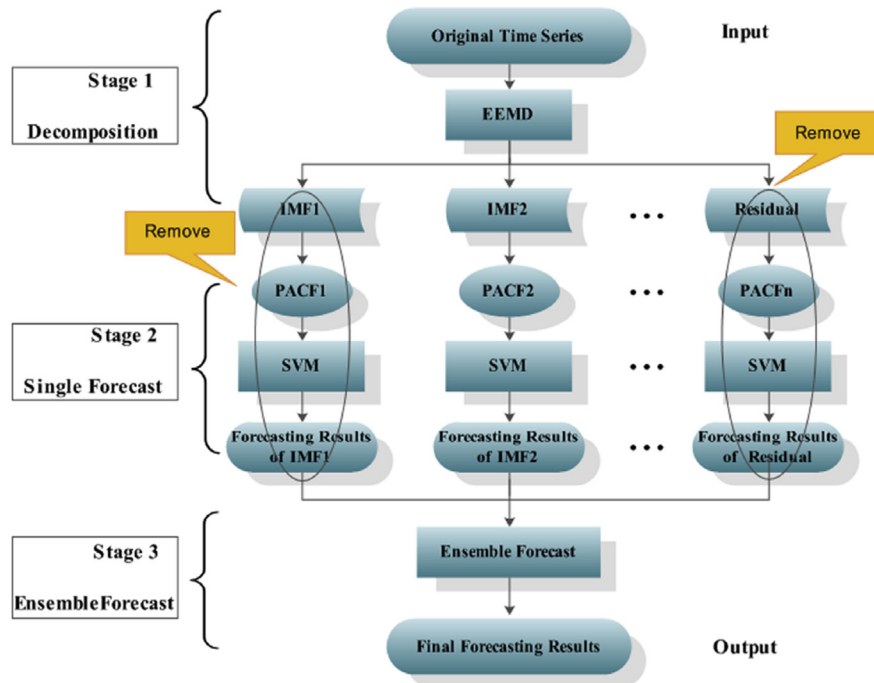 Original Time Series
Input
Stage 1
Decomposition
EEMD
Remove
IMF1
IMF2
• • •
Residual
Remove
PACF1
PACF2
• • •
PACFn
Stage 2
Single Forecast
SVM
SVM
• • •
SVM
Forecasting Results
of IMF1
Forecasting Results
of IMF2
• • •
Forecasting Results
of Residual
Stage 3
EnsembleForecast
Ensemble Forecast
Final Forecasting Results
Output